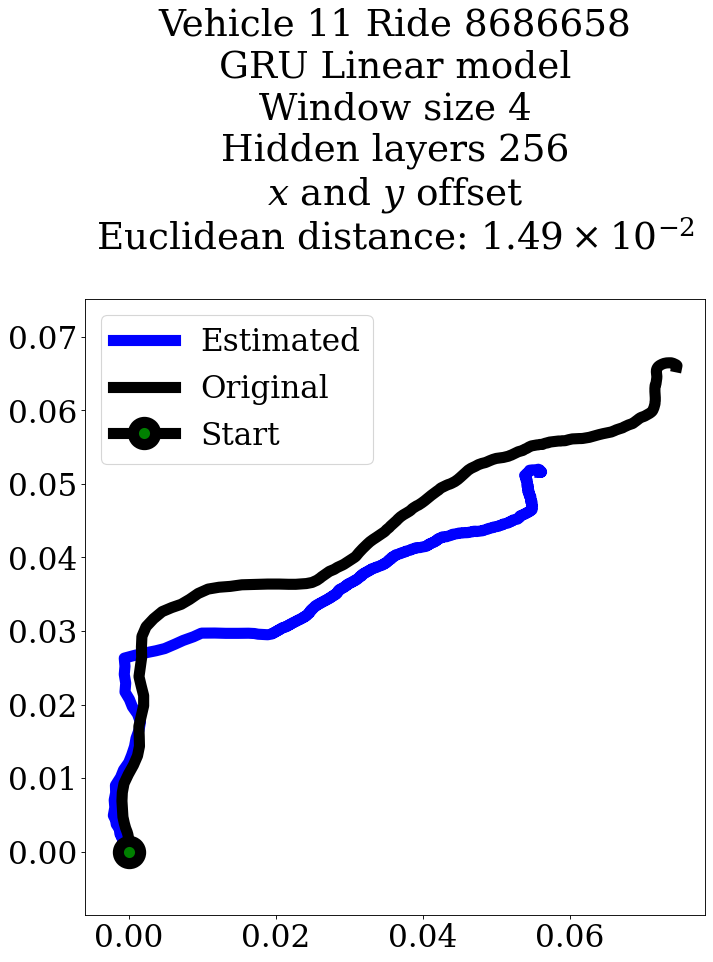 Vehicle 11 Ride 8686658
GRU Linear model
Window size 4
Hidden layers 256
x and y offset
Euclidean distance: 1.49 × 10⁻²
Estimated
Original
Start
0.07
0.06
0.05
0.04
0.03
0.02
0.01
0.00
0.00 0.02 0.04 0.06